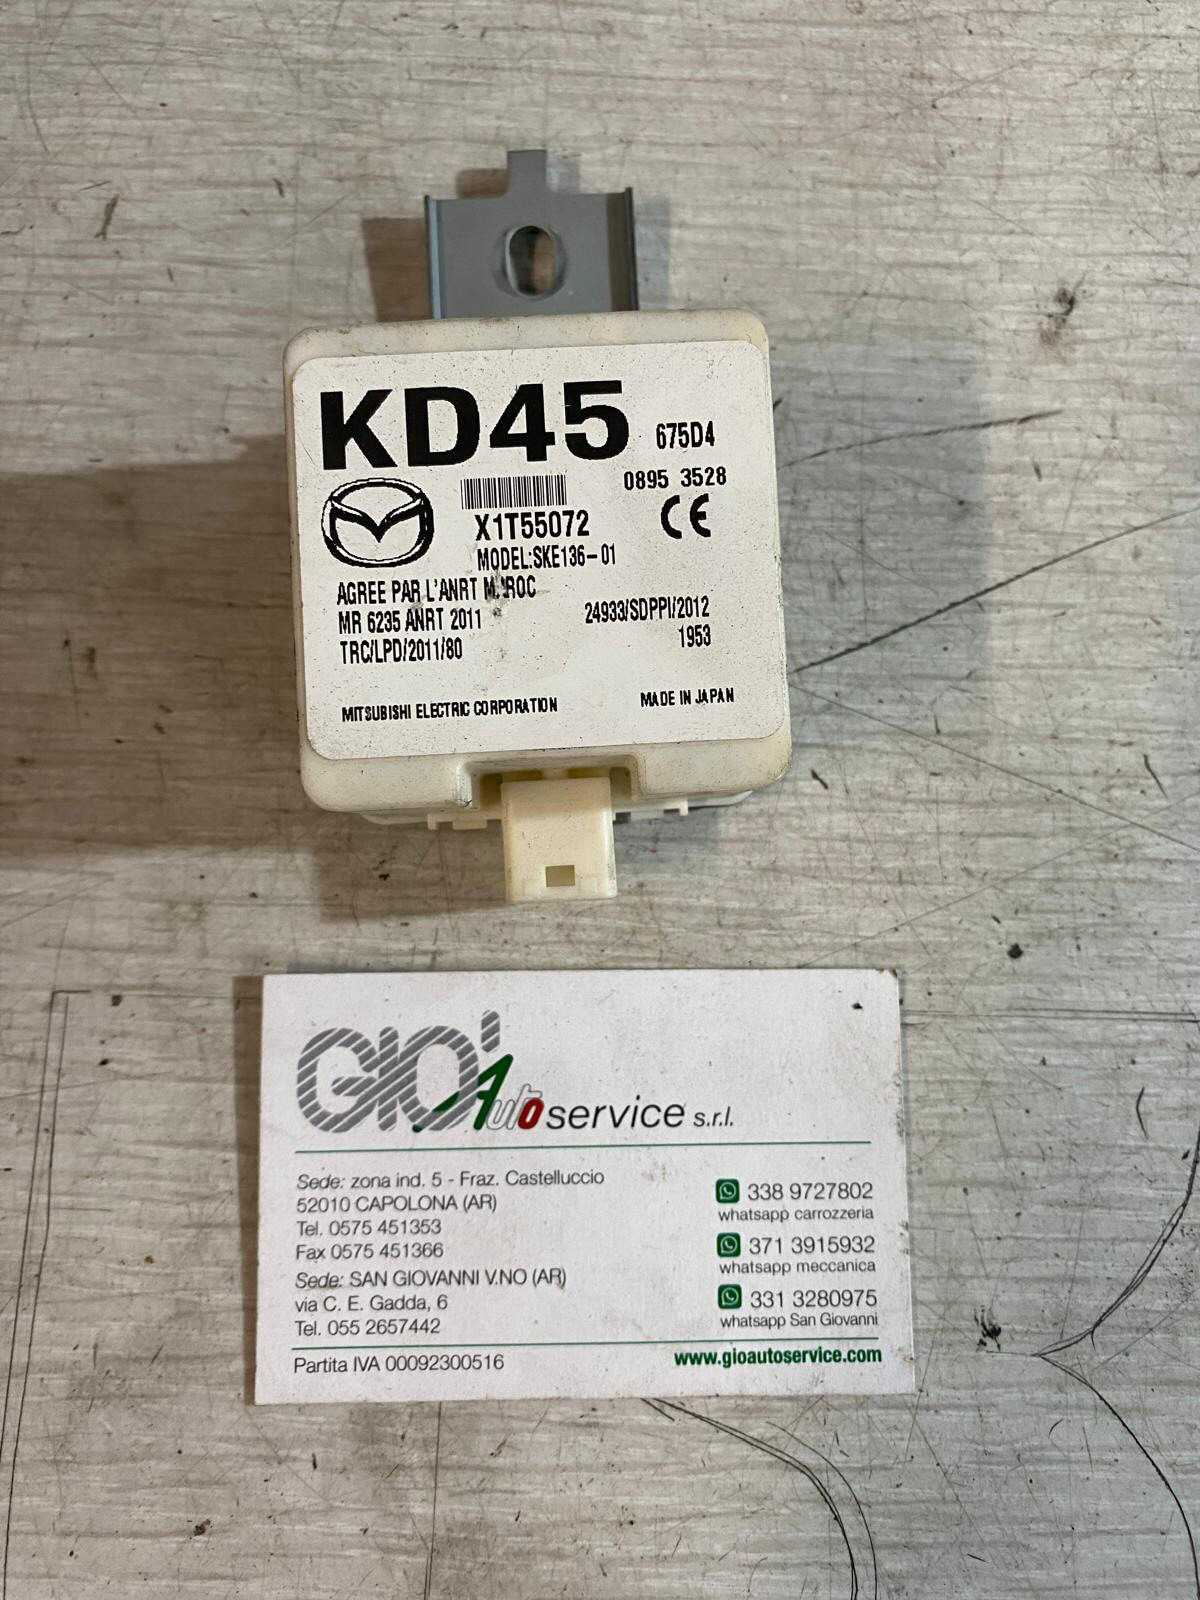 KD45 675D4
0895 3528
X1T55072 CE
MODEL:SKE136-01
AGREE PAR L'ANRT MAROC
MR 6235 ANRT 2011 24933/SDPPI/2012
TRC/LPD/2011/80 1953
MITSUBISHI ELECTRIC CORPORATION MADE IN JAPAN
GIO' Auto service s.r.l.
Sede: zona ind. 5 - Fraz. Castelluccio
52010 CAPOLONA (AR)
Tel. 0575 451353
Fax 0575 451366
Sede: SAN GIOVANNI V.NO (AR)
via C. E. Gadda, 6
Tel. 055 2657442
338 9727802
whatsapp carrozzeria
371 3915932
whatsapp meccanica
331 3280975
whatsapp San Giovanni
Partita IVA 00092300516
www.gioautoservice.com